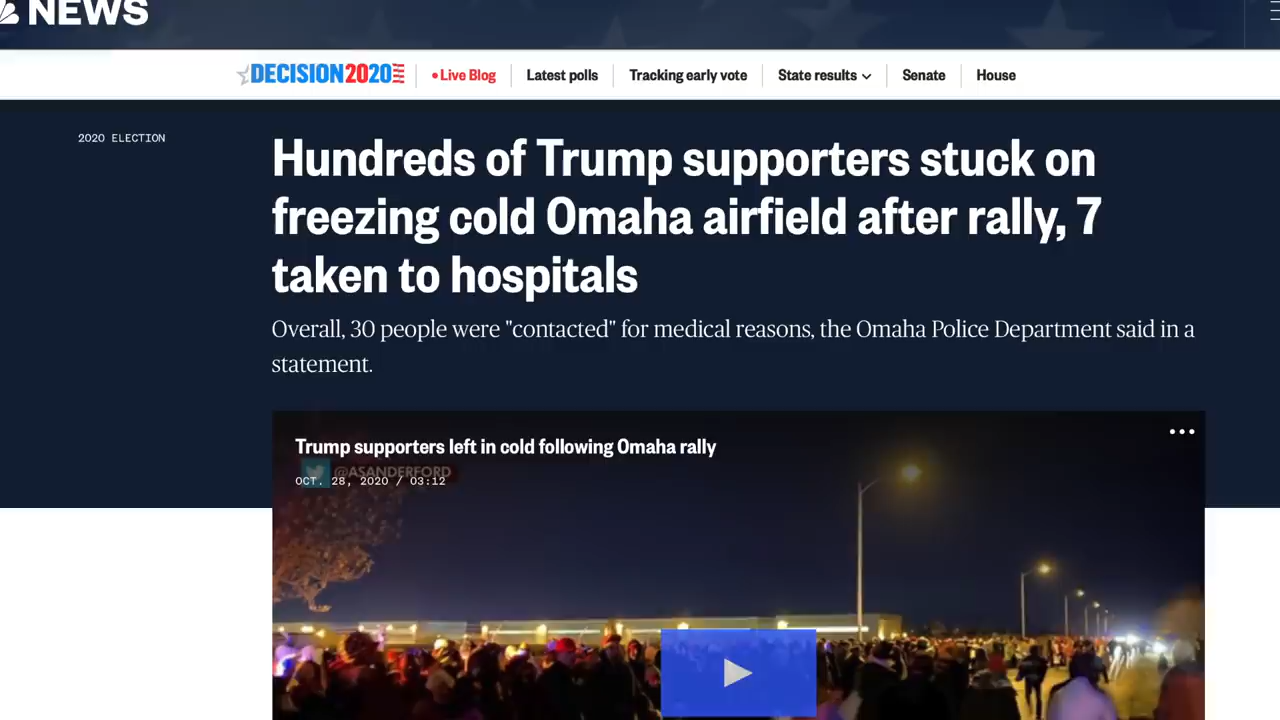 NEWS
DECISION2020
Live Blog
Latest polls
Tracking early vote
State results
Senate
House
2020 ELECTION
Hundreds of Trump supporters stuck on
freezing cold Omaha airfield after rally, 7
taken to hospitals
Overall, 30 people were "contacted" for medical reasons, the Omaha Police Department said in a
statement.
Trump supporters left in cold following Omaha rally
@ASANDERFORD
OCT. 28, 2020 / 03:12